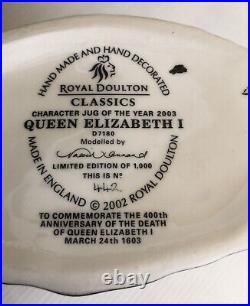 HAND MADE AND HAND DECORATED
ROYAL DOULTON
CLASSICS
CHARACTER JUG OF THE YEAR 2003
QUEEN ELIZABETH I
D7180
Modelled by
LIMITED EDITION OF 1,000
THIS IS Nº
442
MADE IN ENGLAND © 2002 ROYAL DOULTON
TO COMMEMORATE THE 400th
ANNIVERSARY OF THE DEATH
OF QUEEN ELIZABETH I
MARCH 24th 1603